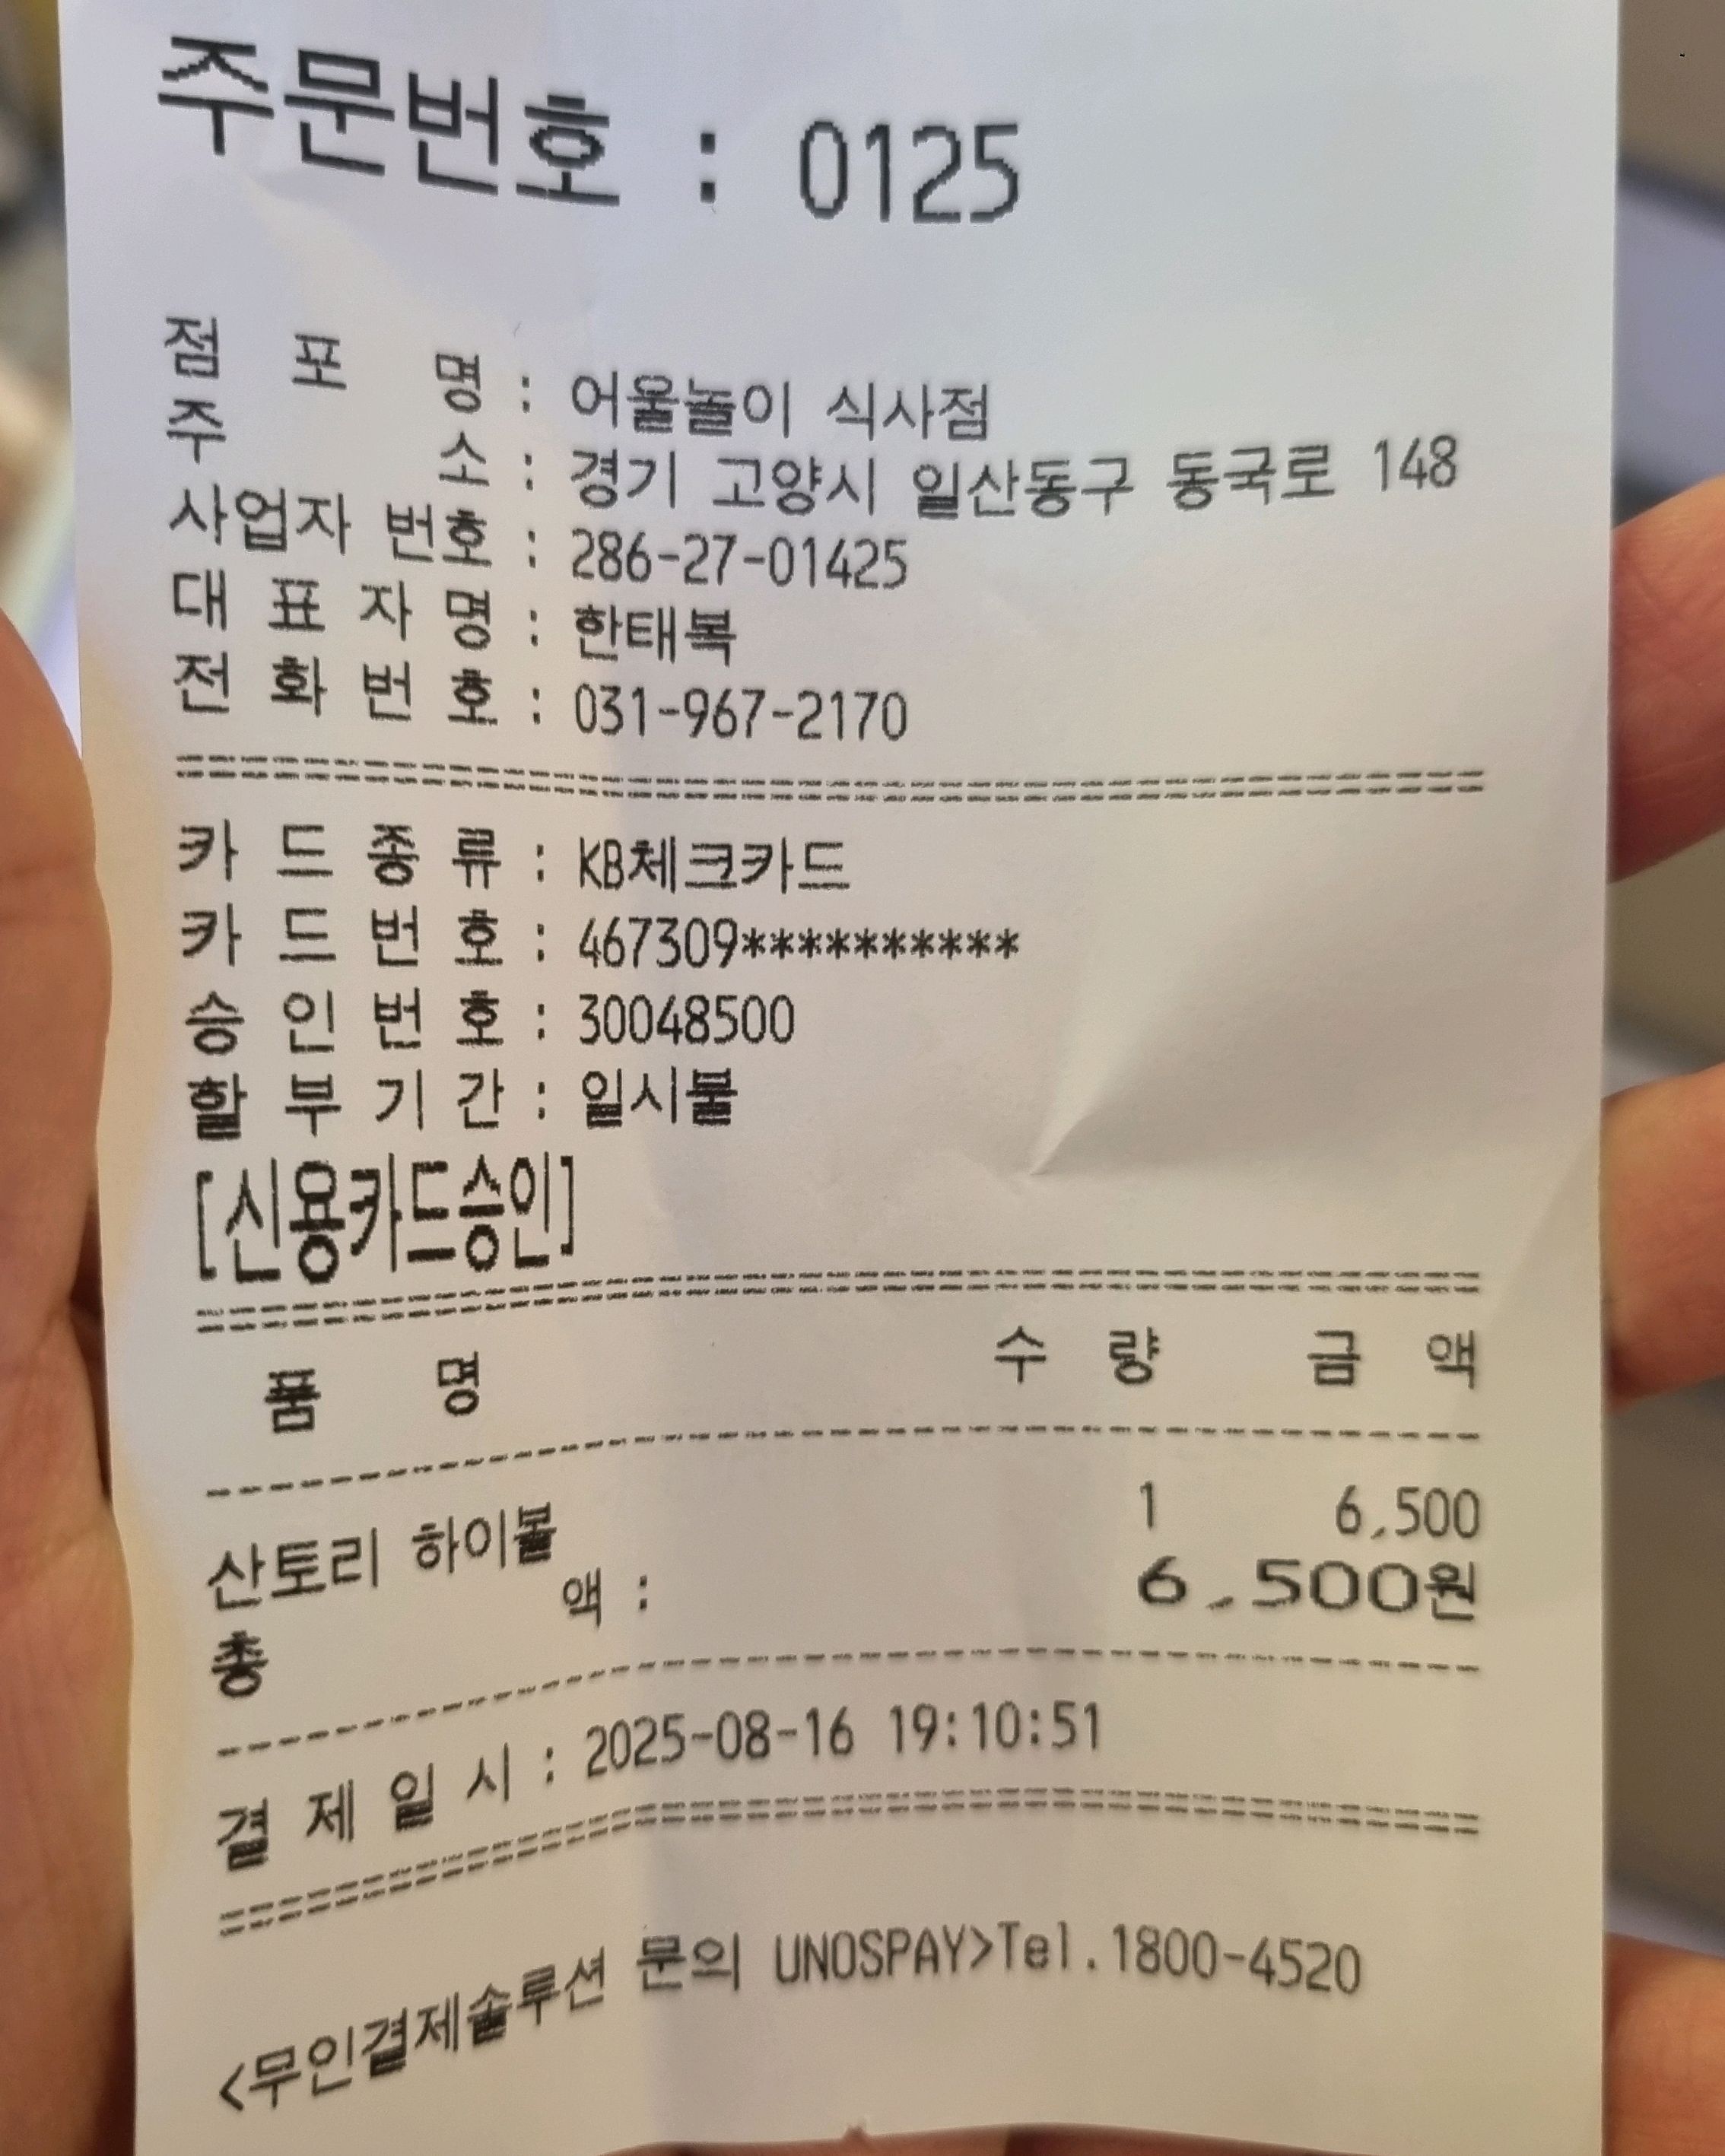 주문번호 : 0125
점 포 명 : 어울놀이 식사점
주 소 : 경기 고양시 일산동구 동국로 148
사업자 번호 : 286-27-01425
대 표 자 명 : 한태복
전 화 번 호 : 031-967-2170
카 드 종 류 : KB체크카드
카 드 번 호 : 467309**********
승 인 번 호 : 30048500
할 부 기 간 : 일시불
[신용카드승인]
품 명 수 량 금 액
산토리 하이볼 1 6,500
총 액 : 6,500원
결 제 일 시 : 2025-08-16 19:10:51
<무인결제솔루션 문의 UNOSPAY>Tel.1800-4520